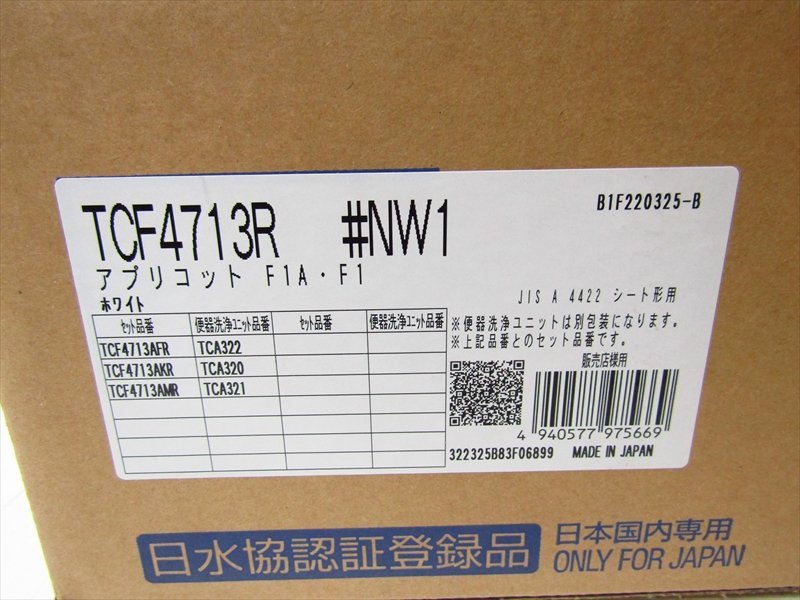 TCF4713R #NW1 B1F220325-B
アプリコット F1A・F1
ホワイト JIS A 4422 シート形用
セット品番 便器洗浄ユニット品番 セット品番 便器洗浄ユニット品番
TCF4713AFR TCA322
TCF4713AKR TCA320
TCF4713AMR TCA321
※便器洗浄ユニットは別包装になります。
※上記品番とのセット品番です。
販売店様用
4 940577 975669
322325B83F06899 MADE IN JAPAN
日水協認証登録品
日本国内専用
ONLY FOR JAPAN